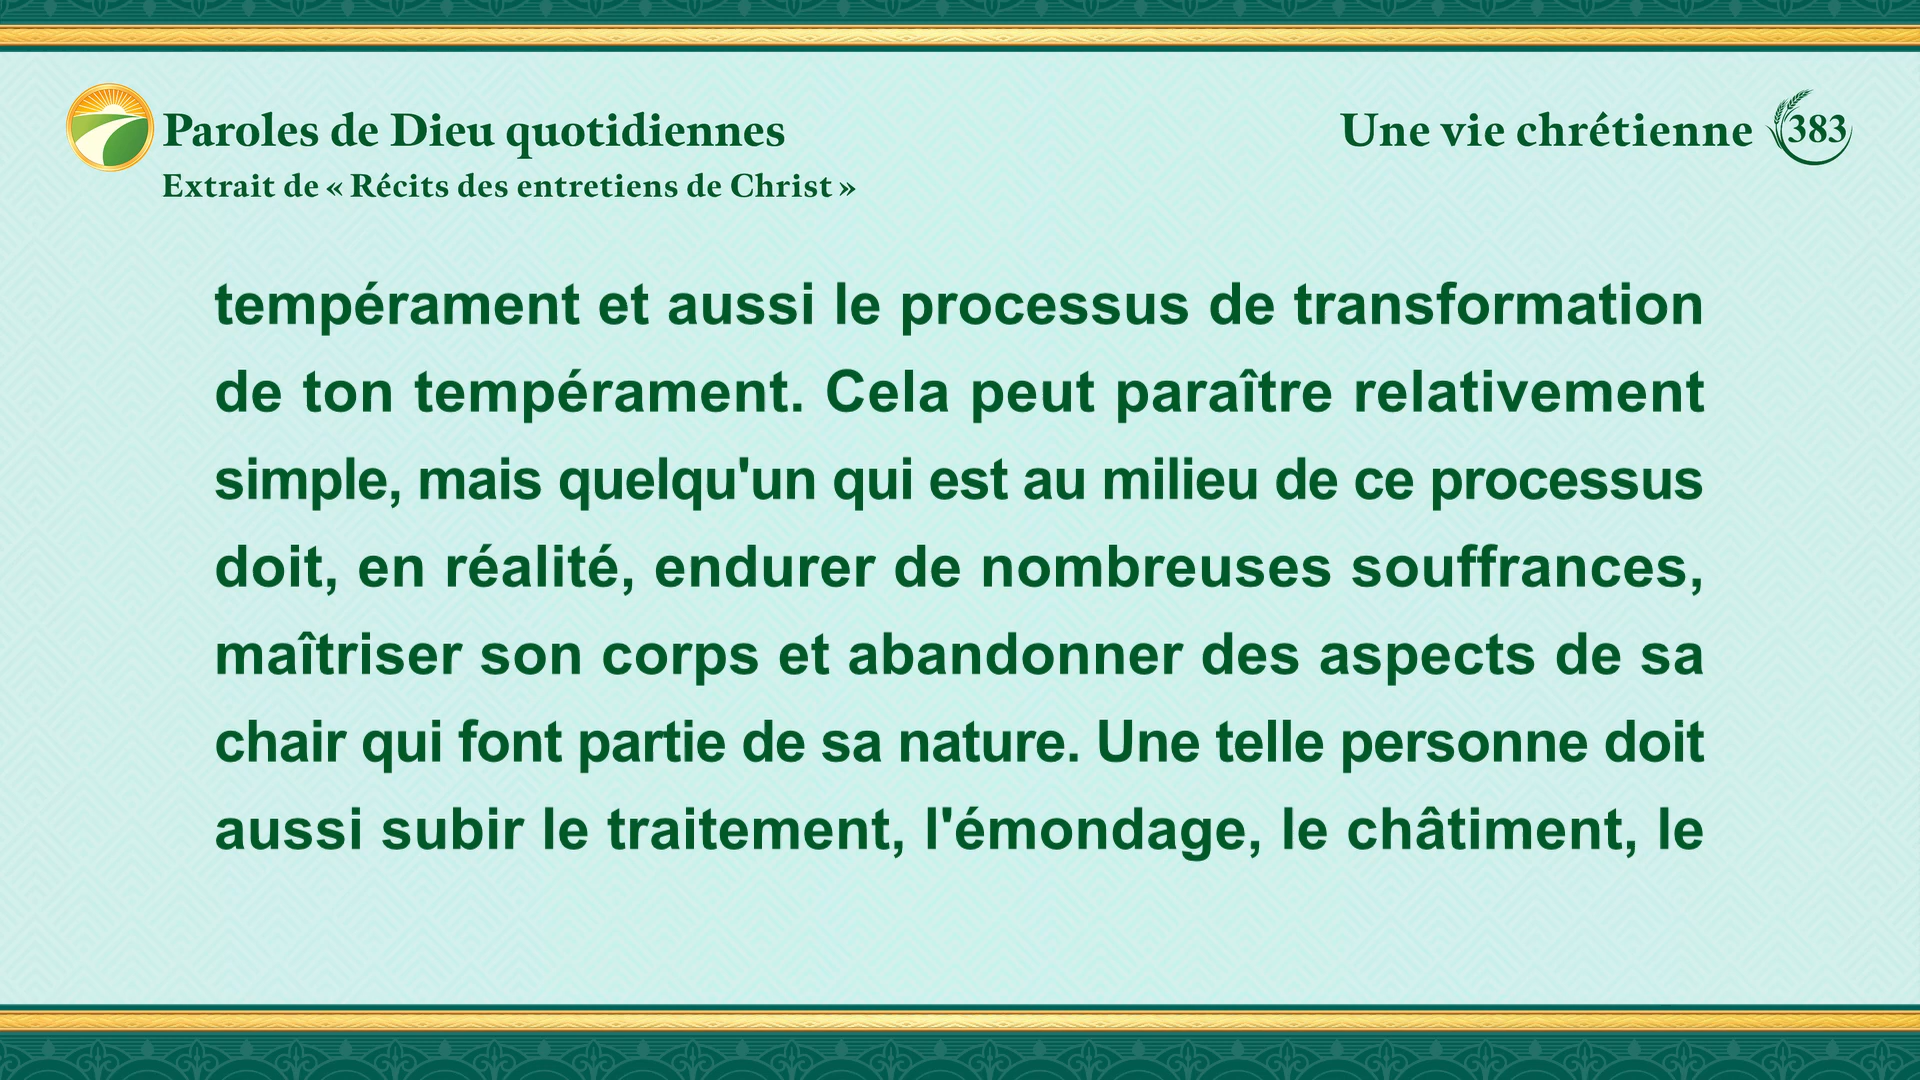 Paroles de Dieu quotidiennes
Extrait de « Récits des entretiens de Christ »
Une vie chrétienne 383
tempérament et aussi le processus de transformation
de ton tempérament. Cela peut paraître relativement
simple, mais quelqu'un qui est au milieu de ce processus
doit, en réalité, endurer de nombreuses souffrances,
maîtriser son corps et abandonner des aspects de sa
chair qui font partie de sa nature. Une telle personne doit
aussi subir le traitement, l'émondage, le châtiment, le